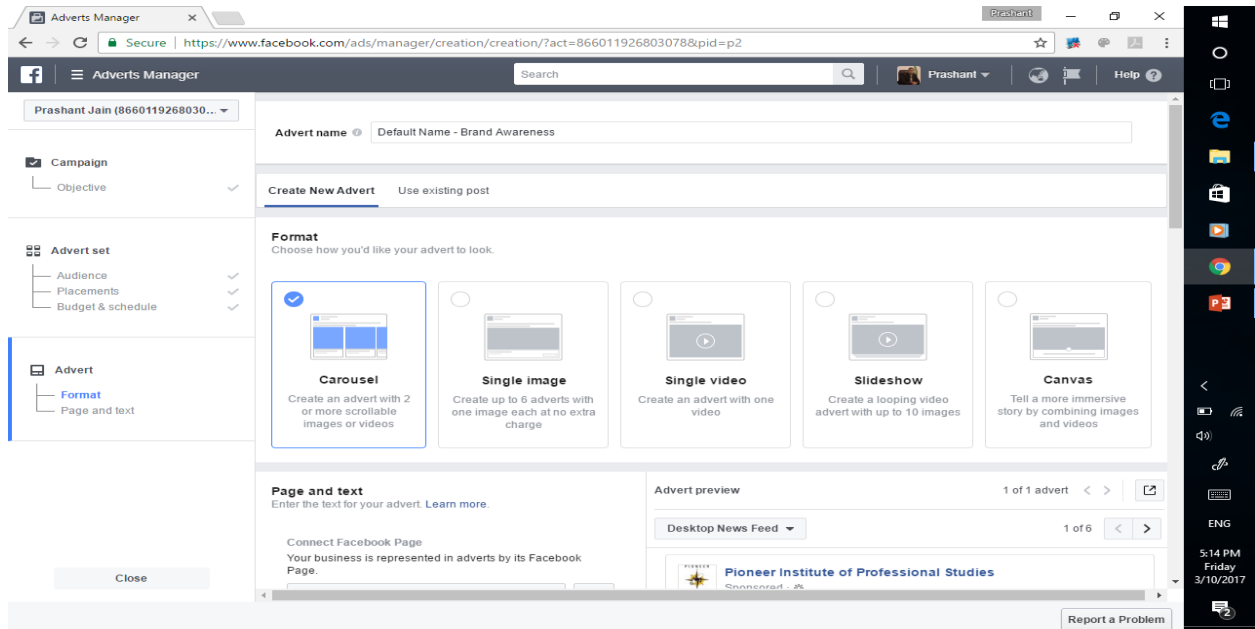 Adverts Manager
Prashant
Secure | https://www.facebook.com/ads/manager/creation/creation/?act=866011926803078&pid=p2
Adverts Manager
Search
Prashant
Help
Prashant Jain (8660119268030...
Advert name
Default Name - Brand Awareness
Campaign
Objective
Create New Advert
Use existing post
Advert set
Audience
Placements
Budget & schedule
Advert
Format
Page and text
Close
Format
Choose how you'd like your advert to look.
Carousel
Create an advert with 2
or more scrollable
images or videos
Single image
Create up to 6 adverts with
one image each at no extra
charge
Single video
Create an advert with one
video
Slideshow
Create a looping video
advert with up to 10 images
Canvas
Tell a more immersive
story by combining images
and videos
Page and text
Enter the text for your advert. Learn more.
Connect Facebook Page
Your business is represented in adverts by its Facebook
Page.
Advert preview
1 of 1 advert
Desktop News Feed
1 of 6
PIONEER
Pioneer Institute of Professional Studies
Sponsored ·
Report a Problem
ENG
5:14 PM
Friday
3/10/2017
2